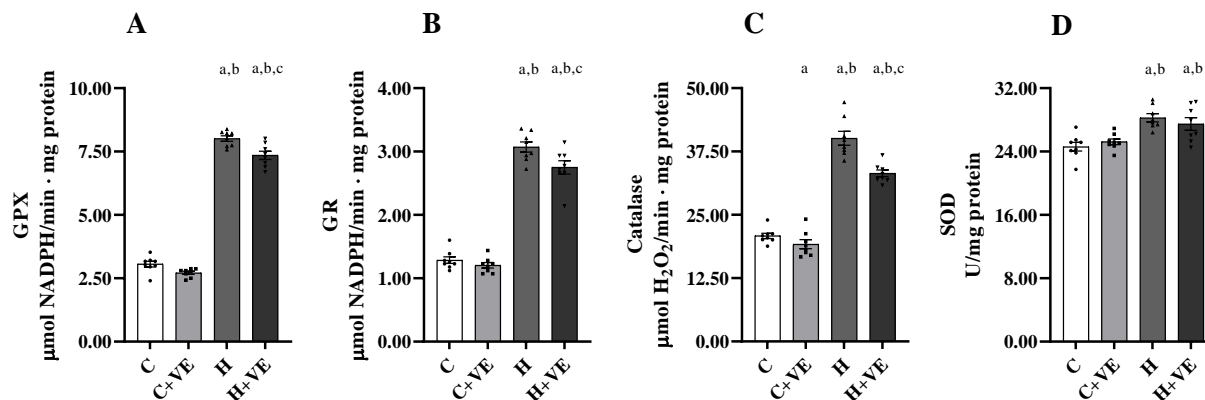 A
GPX
µmol NADPH/min · mg protein
a,b
a,b,c
10.00
7.50
5.00
2.50
0.00
C
C+VE
H
H+VE
B
GR
µmol NADPH/min · mg protein
a,b
a,b,c
4.00
3.00
2.00
1.00
0.00
C
C+VE
H
H+VE
C
Catalase
µmol H₂O₂/min · mg protein
a
a,b
a,b,c
50.00
37.50
25.00
12.50
0.00
C
C+VE
H
H+VE
D
SOD
U/mg protein
a,b
a,b
32.00
24.00
16.00
8.00
0.00
C
C+VE
H
H+VE